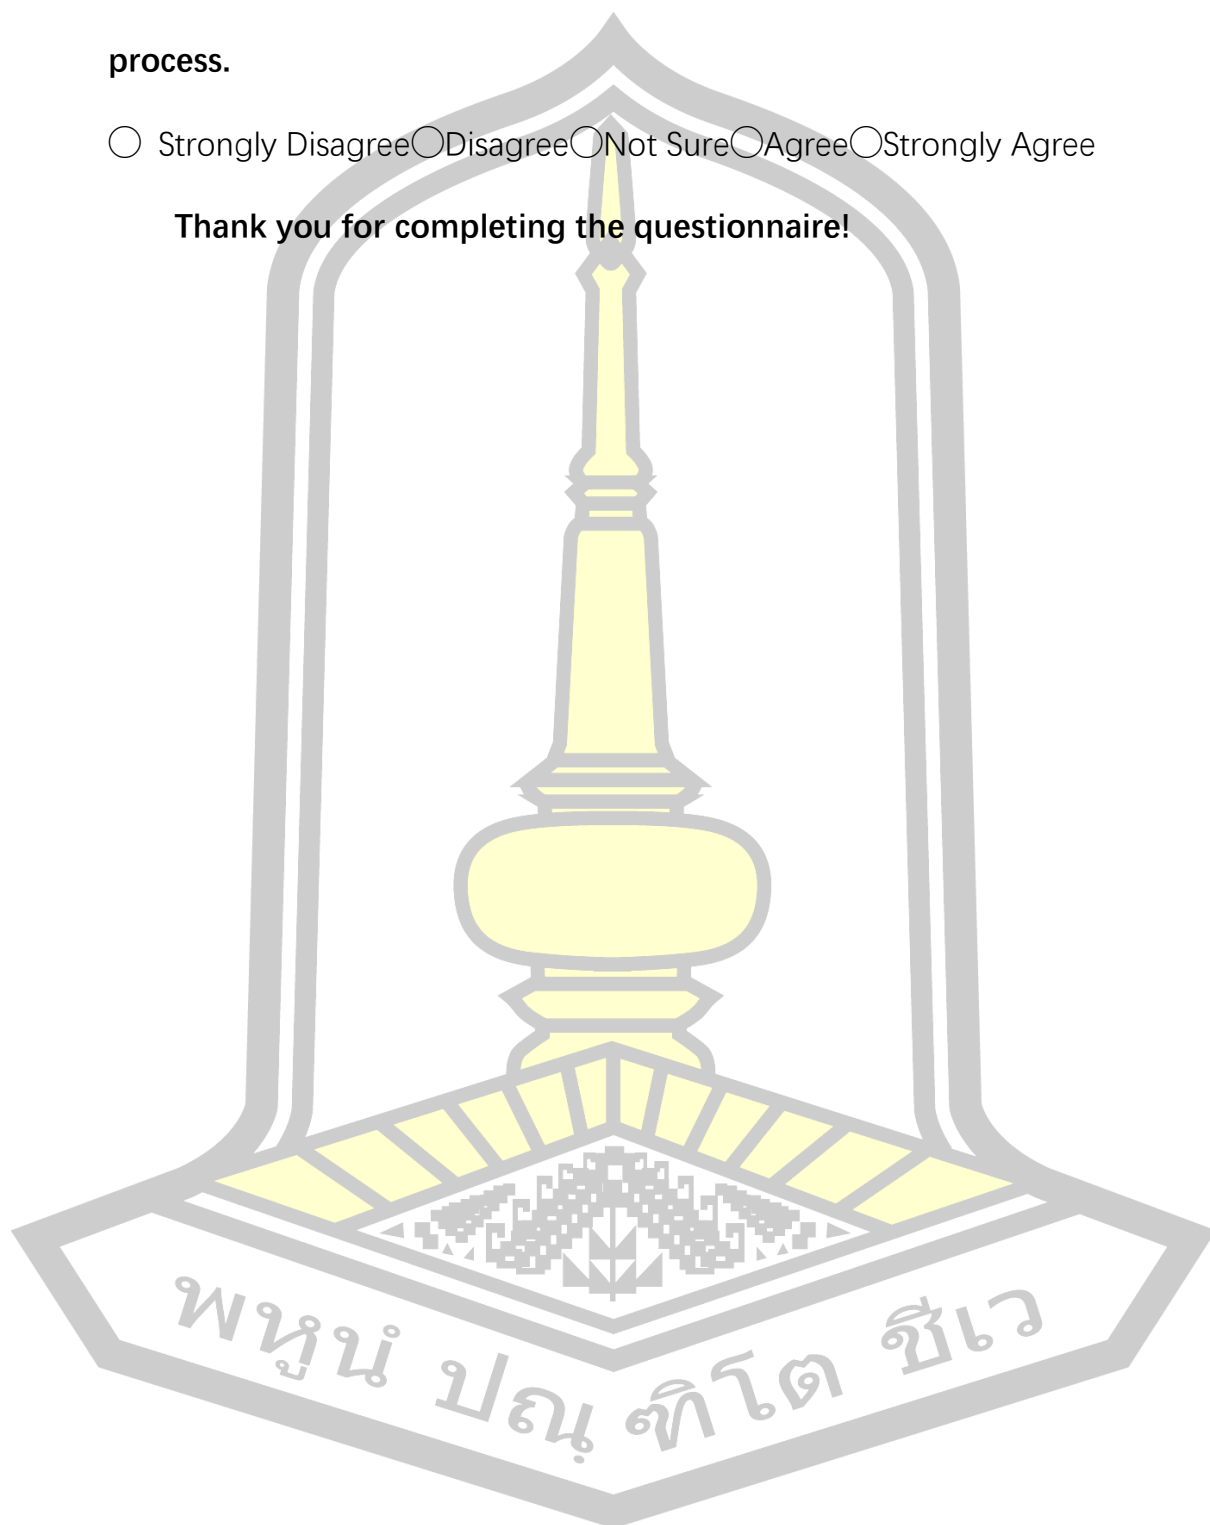 process.
○ Strongly Disagree○Disagree○Not Sure○Agree○Strongly Agree
Thank you for completing the questionnaire!
พหูนํ ปณฺฑิโต ชีเว